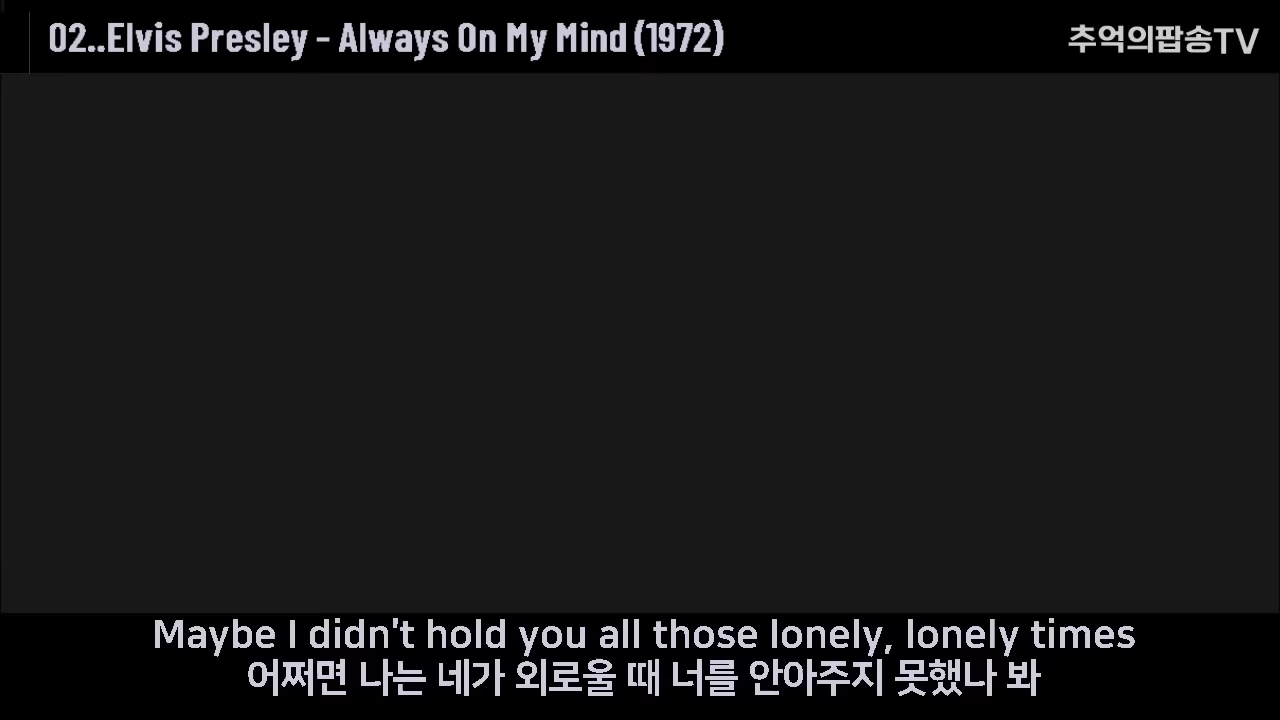 02..Elvis Presley - Always On My Mind (1972)
추억의팝송TV
Maybe I didn't hold you all those lonely, lonely times
어쩌면 나는 네가 외로울 때 너를 안아주지 못했나 봐